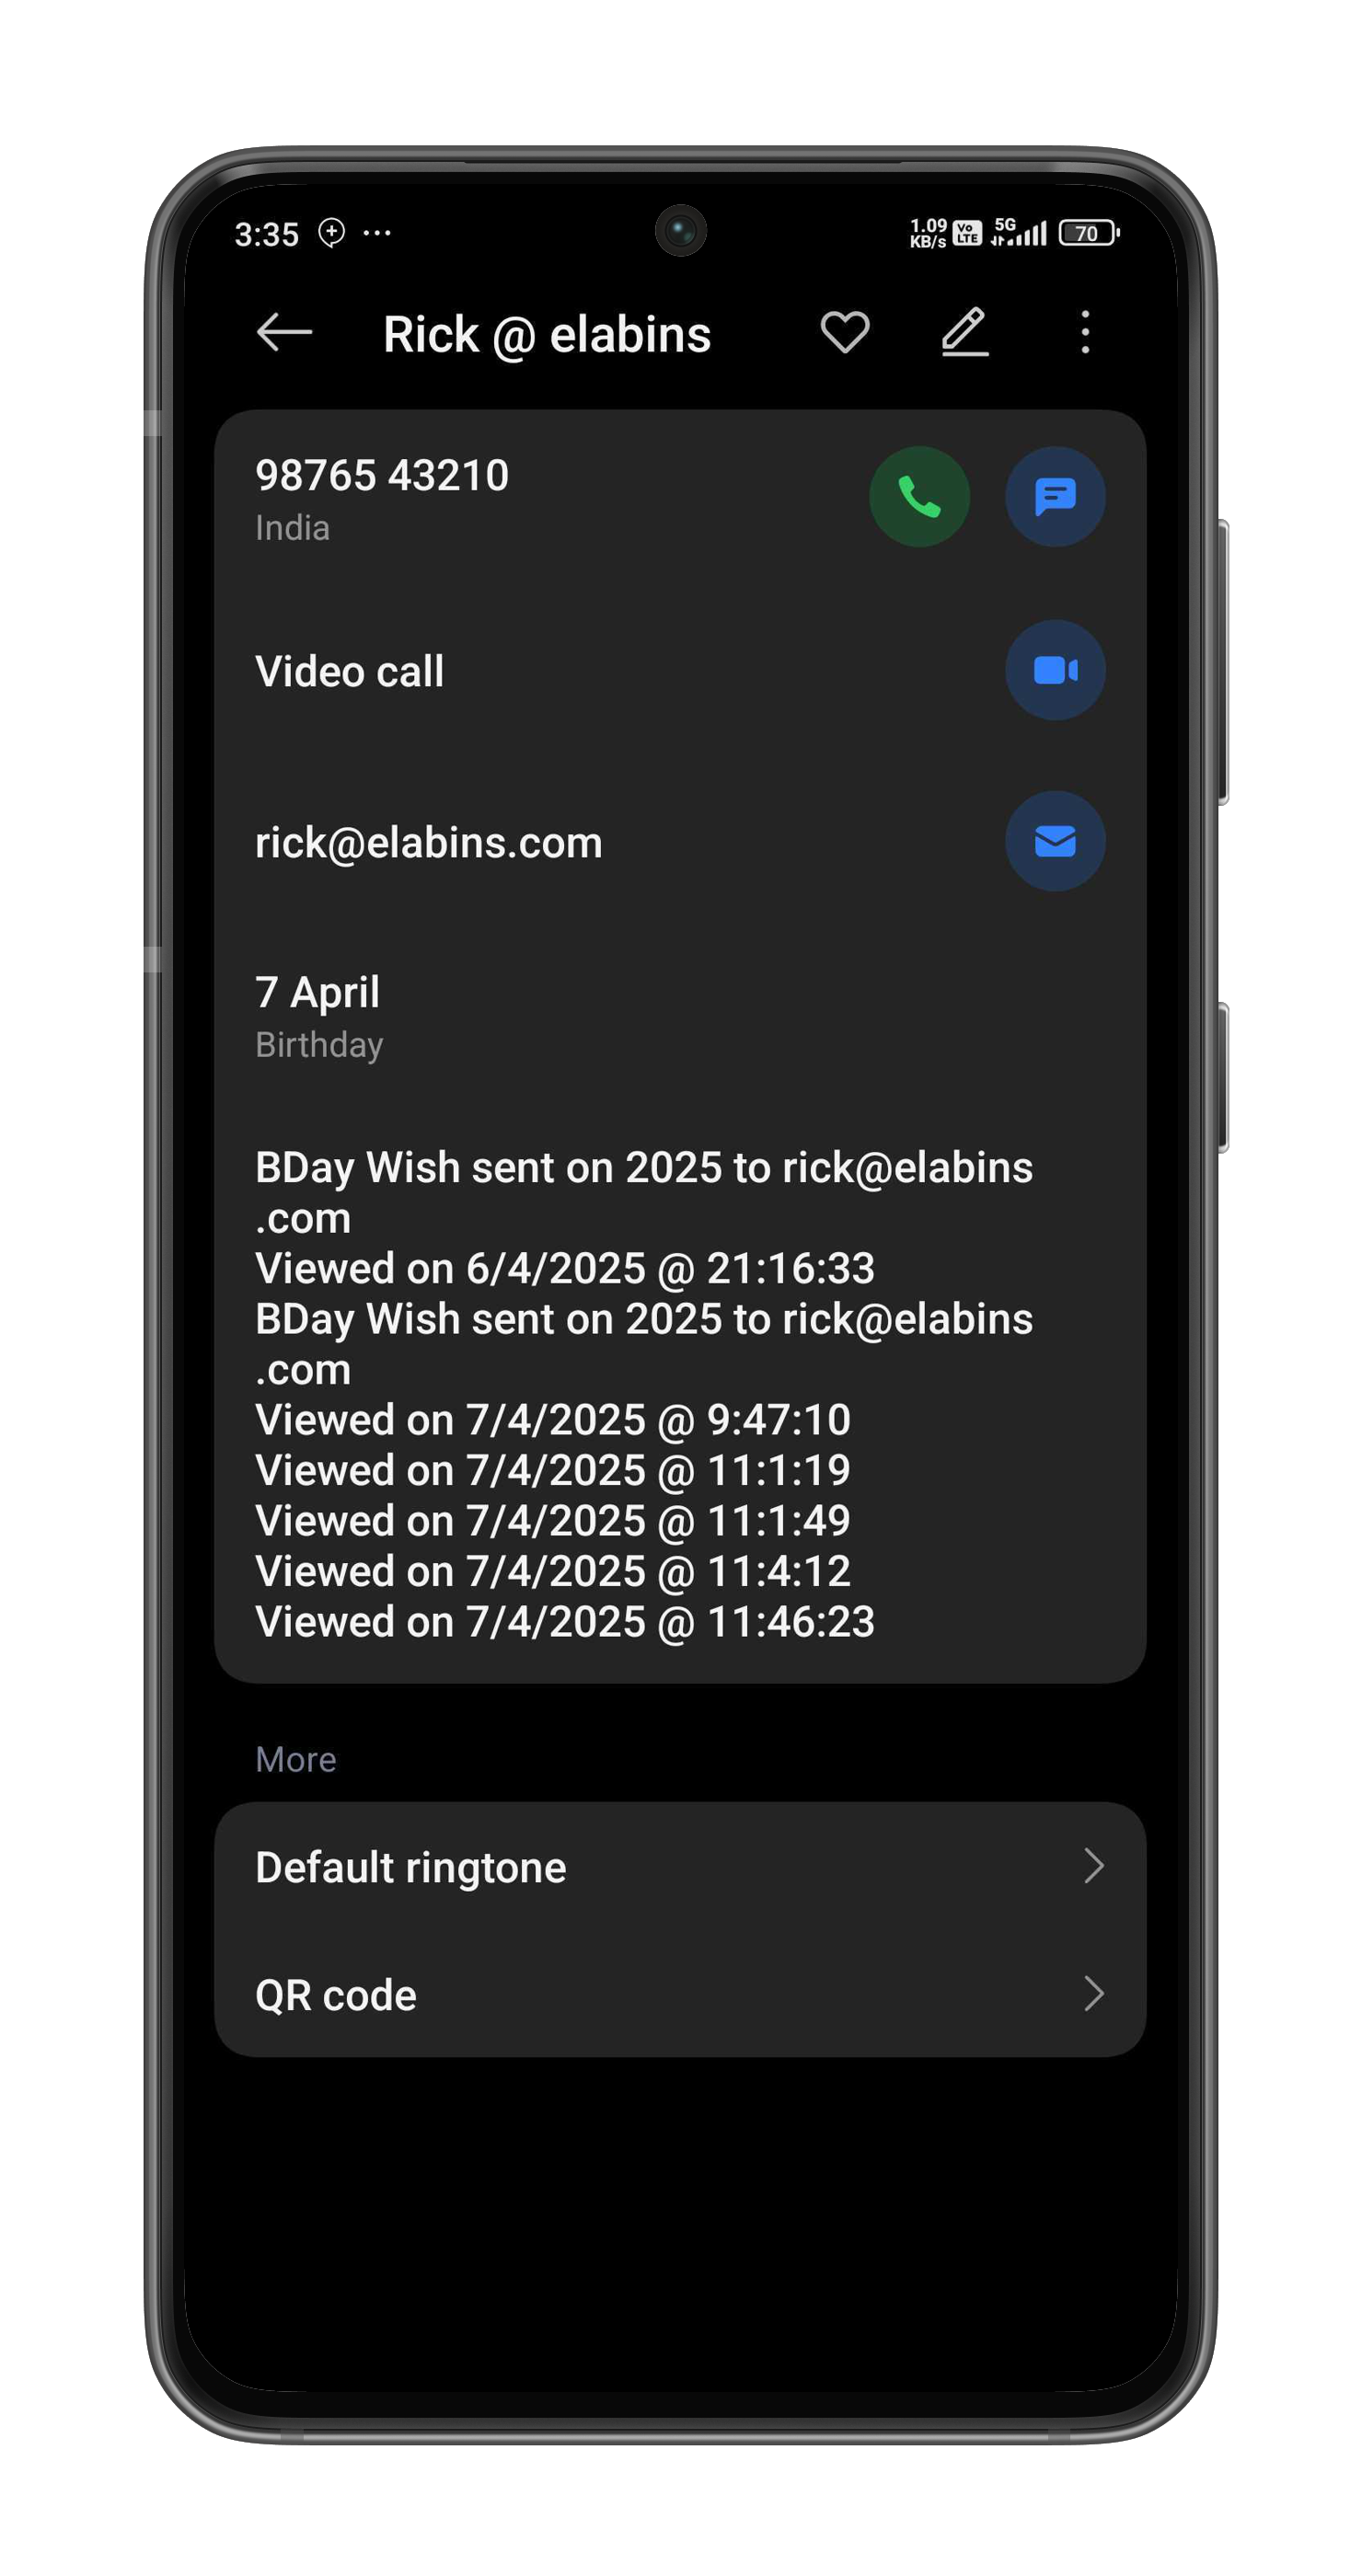 3:35
1.09 KB/s Vo LTE 5G 70
Rick @ elabins
98765 43210
India
Video call
rick@elabins.com
7 April
Birthday
BDay Wish sent on 2025 to rick@elabins
.com
Viewed on 6/4/2025 @ 21:16:33
BDay Wish sent on 2025 to rick@elabins
.com
Viewed on 7/4/2025 @ 9:47:10
Viewed on 7/4/2025 @ 11:1:19
Viewed on 7/4/2025 @ 11:1:49
Viewed on 7/4/2025 @ 11:4:12
Viewed on 7/4/2025 @ 11:46:23
More
Default ringtone
QR code